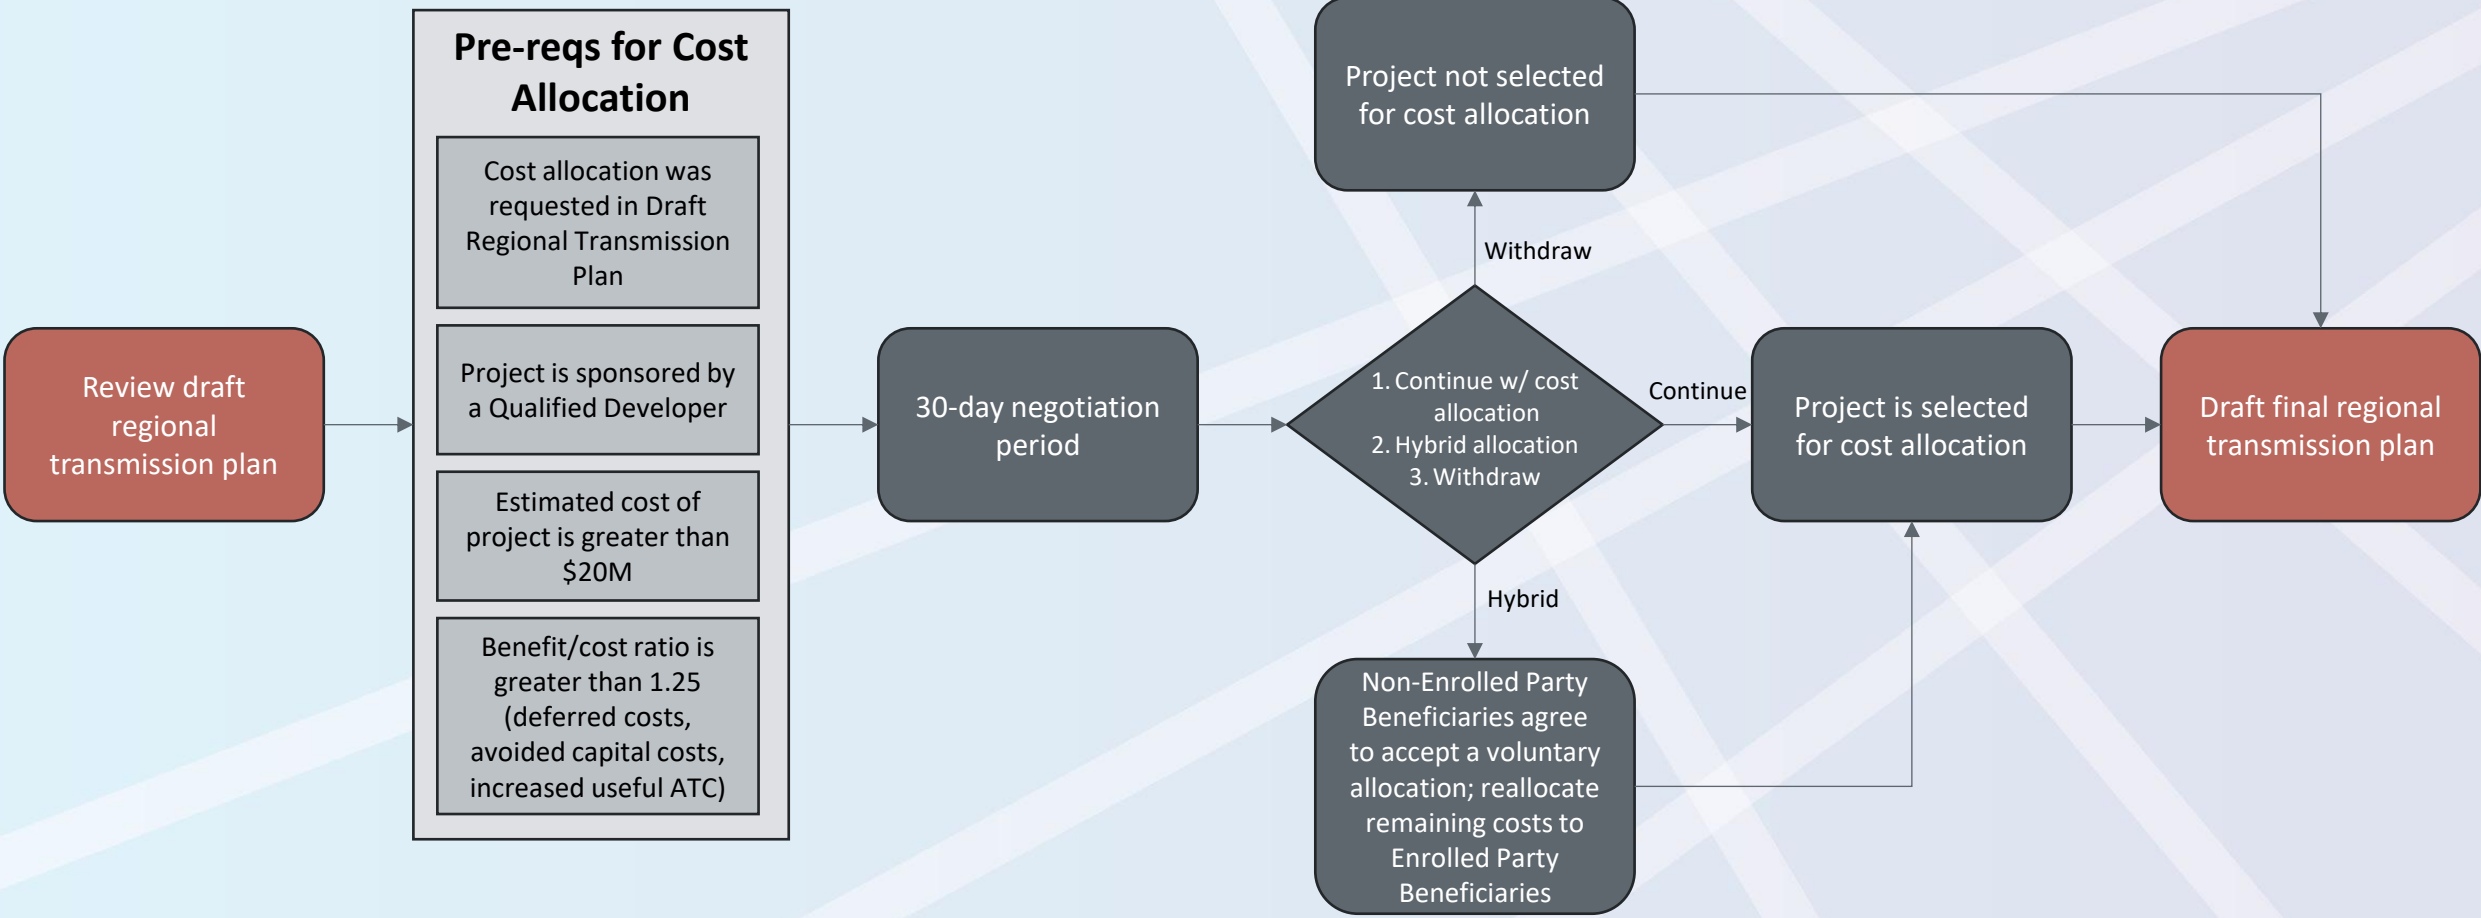 Review draft
regional
transmission plan
Pre-reqs for Cost
Allocation
Cost allocation was
requested in Draft
Regional Transmission
Plan
Project is sponsored by
a Qualified Developer
Estimated cost of
project is greater than
$20M
Benefit/cost ratio is
greater than 1.25
(deferred costs,
avoided capital costs,
increased useful ATC)
30-day negotiation
period
1. Continue w/ cost
allocation
2. Hybrid allocation
3. Withdraw
Withdraw
Project not selected
for cost allocation
Continue
Project is selected
for cost allocation
Hybrid
Non-Enrolled Party
Beneficiaries agree
to accept a voluntary
allocation; reallocate
remaining costs to
Enrolled Party
Beneficiaries
Draft final regional
transmission plan